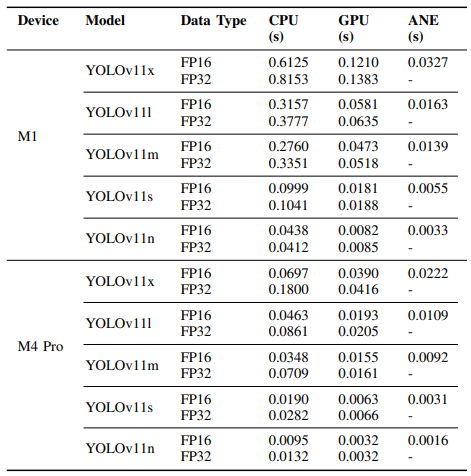 Device Model Data Type CPU GPU ANE
(s) (s) (s)
YOLOv11x FP16 0.6125 0.1210 0.0327
FP32 0.8153 0.1383 -
YOLOv11l FP16 0.3157 0.0581 0.0163
FP32 0.3777 0.0635 -
M1
YOLOv11m FP16 0.2760 0.0473 0.0139
FP32 0.3351 0.0518 -
YOLOv11s FP16 0.0999 0.0181 0.0055
FP32 0.1041 0.0188 -
YOLOv11n FP16 0.0438 0.0082 0.0033
FP32 0.0412 0.0085 -
YOLOv11x FP16 0.0697 0.0390 0.0222
FP32 0.1800 0.0416 -
YOLOv11l FP16 0.0463 0.0193 0.0109
FP32 0.0861 0.0205 -
M4 Pro
YOLOv11m FP16 0.0348 0.0155 0.0092
FP32 0.0709 0.0161 -
YOLOv11s FP16 0.0190 0.0063 0.0031
FP32 0.0282 0.0066 -
YOLOv11n FP16 0.0095 0.0032 0.0016
FP32 0.0132 0.0032 -